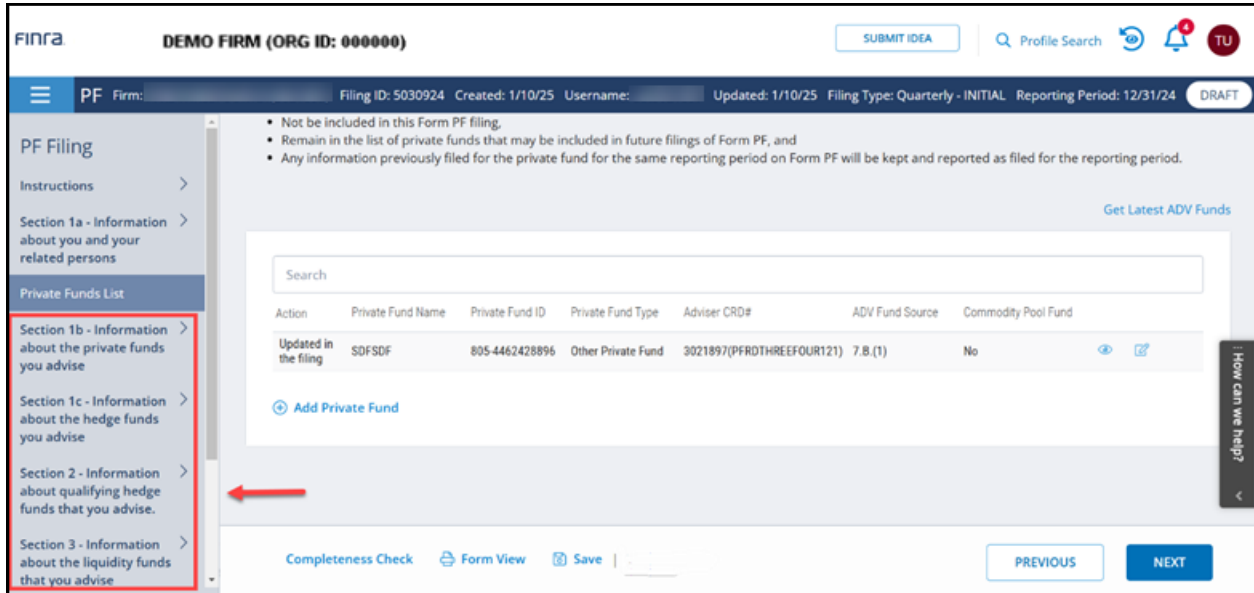 FINra
DEMO FIRM (ORG ID: 000000)
SUBMIT IDEA
Profile Search
4
TU
PF Firm:
Filing ID: 5030924 Created: 1/10/25 Username:
Updated: 1/10/25 Filing Type: Quarterly - INITIAL Reporting Period: 12/31/24
DRAFT
PF Filing
Instructions
Section 1a - Information
about you and your
related persons
Private Funds List
Section 1b - Information
about the private funds
you advise
Section 1c - Information
about the hedge funds
you advise
Section 2 - Information
about qualifying hedge
funds that you advise.
Section 3 - Information
about the liquidity funds
that you advise
• Not be included in this Form PF filing,
• Remain in the list of private funds that may be included in future filings of Form PF, and
• Any information previously filed for the private fund for the same reporting period on Form PF will be kept and reported as filed for the reporting period.
Get Latest ADV Funds
Search
Action Private Fund Name Private Fund ID Private Fund Type Adviser CRD# ADV Fund Source Commodity Pool Fund
Updated in
the filing
SDFSDF 805-4462428896 Other Private Fund 3021897(PFRDTHREEFOUR121) 7.B.(1) No
Add Private Fund
How can we help?
Completeness Check Form View Save |
PREVIOUS
NEXT